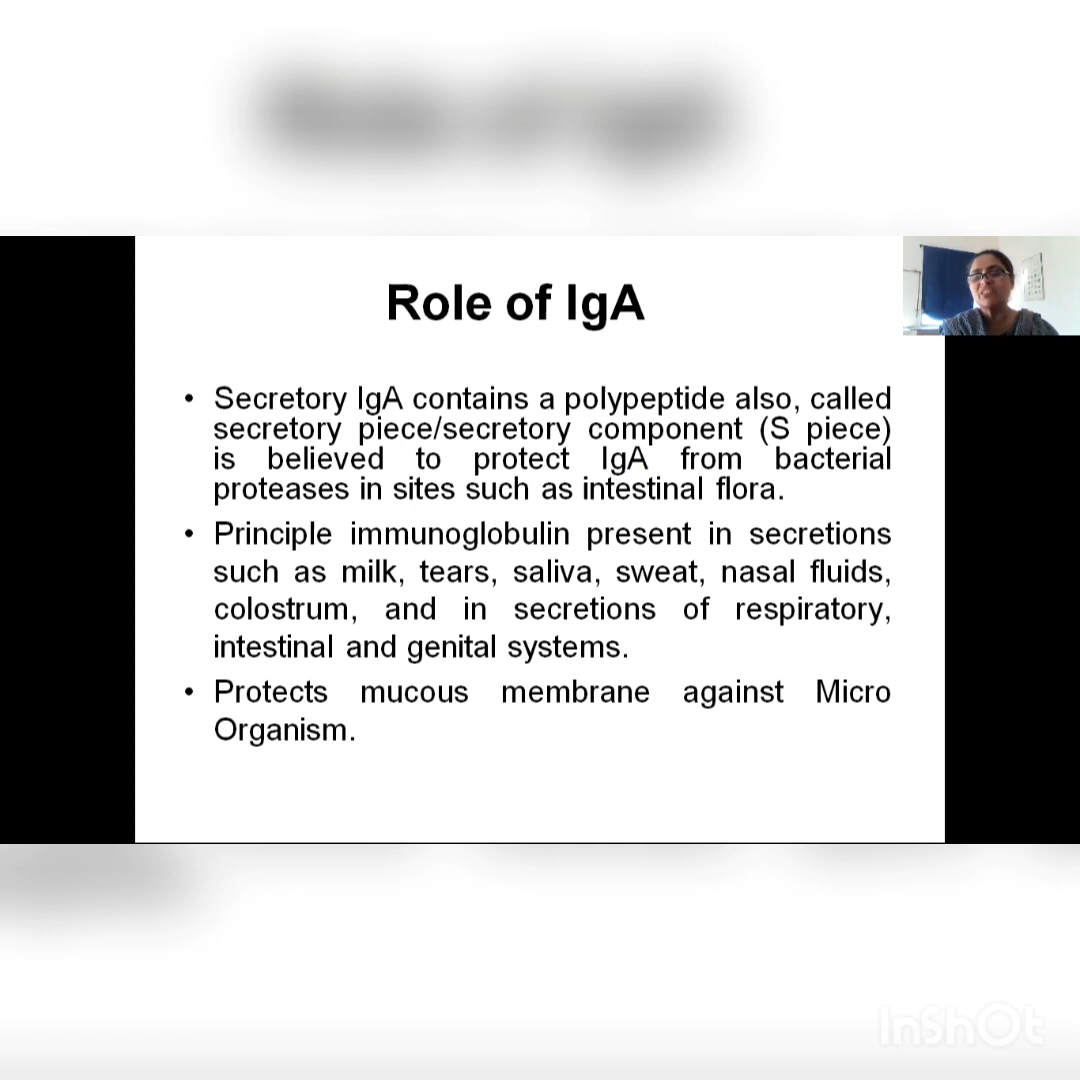 Role of IgA
• Secretory IgA contains a polypeptide also, called
secretory piece/secretory component (S piece)
is believed to protect IgA from bacterial
proteases in sites such as intestinal flora.
• Principle immunoglobulin present in secretions
such as milk, tears, saliva, sweat, nasal fluids,
colostrum, and in secretions of respiratory,
intestinal and genital systems.
• Protects mucous membrane against Micro
Organism.
InShOt